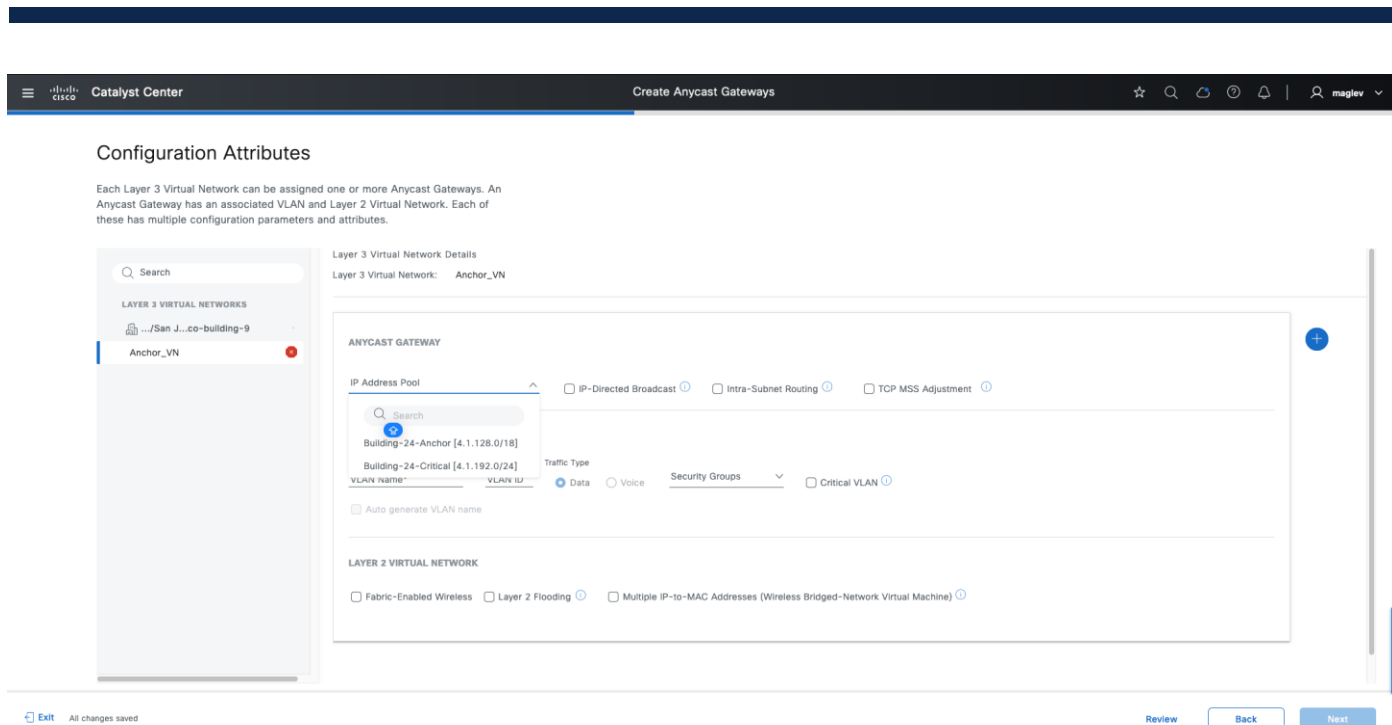 CISCO Catalyst Center
Create Anycast Gateways
maglev
Configuration Attributes
Each Layer 3 Virtual Network can be assigned one or more Anycast Gateways. An
Anycast Gateway has an associated VLAN and Layer 2 Virtual Network. Each of
these has multiple configuration parameters and attributes.
Search
LAYER 3 VIRTUAL NETWORKS
.../San J...co-building-9
Anchor_VN
Layer 3 Virtual Network Details
Layer 3 Virtual Network: Anchor_VN
ANYCAST GATEWAY
IP Address Pool
IP-Directed Broadcast
Intra-Subnet Routing
TCP MSS Adjustment
Search
Building-24-Anchor [4.1.128.0/18]
Building-24-Critical [4.1.192.0/24]
VLAN Name*
VLAN ID
Traffic Type
Data
Voice
Security Groups
Critical VLAN
Auto generate VLAN name
LAYER 2 VIRTUAL NETWORK
Fabric-Enabled Wireless
Layer 2 Flooding
Multiple IP-to-MAC Addresses (Wireless Bridged-Network Virtual Machine)
Exit
All changes saved
Review
Back
Next